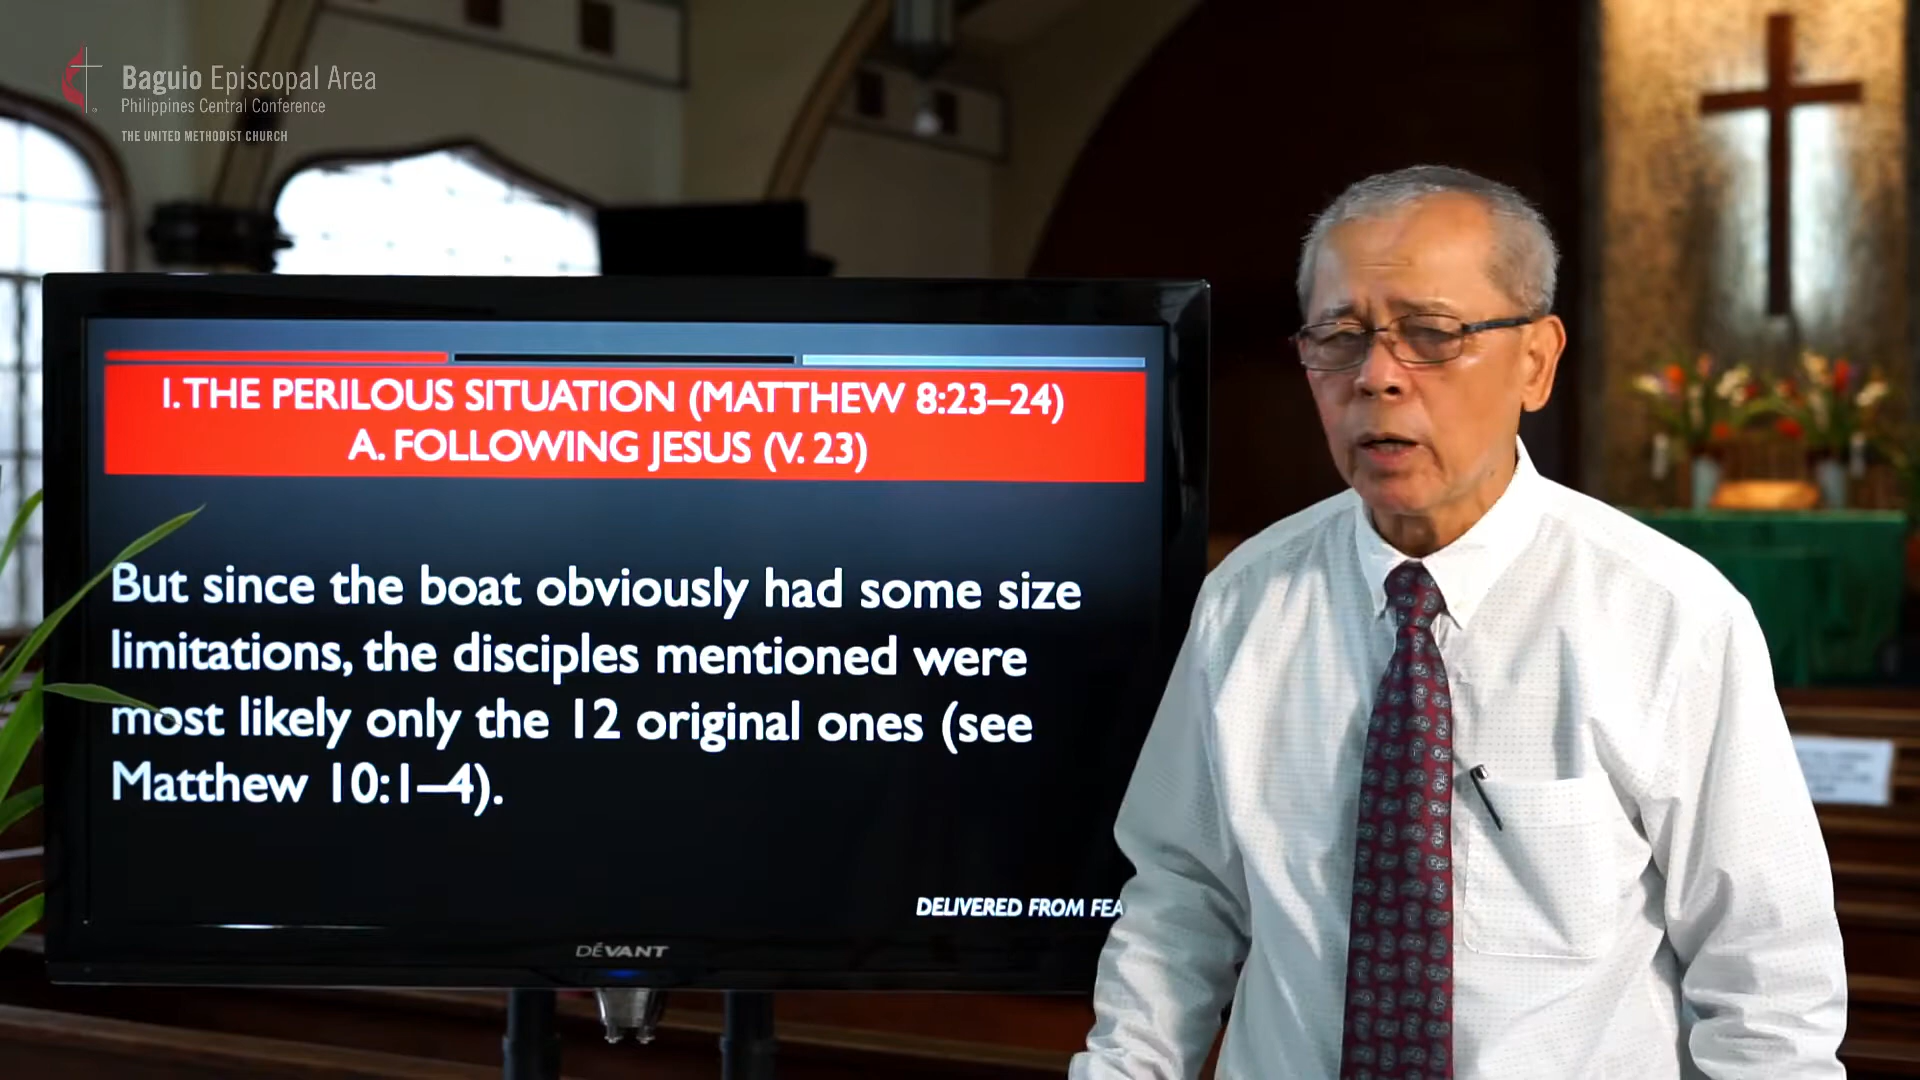 Baguio Episcopal Area
Philippines Central Conference
THE UNITED METHODIST CHURCH
I. THE PERILOUS SITUATION (MATTHEW 8:23–24)
A. FOLLOWING JESUS (V. 23)
But since the boat obviously had some size
limitations, the disciples mentioned were
most likely only the 12 original ones (see
Matthew 10:1–4).
DELIVERED FROM FEA
DEVANT